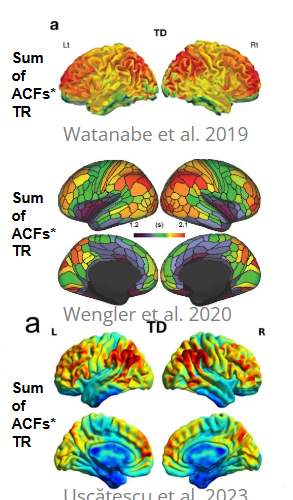 a
TD
Lt Rt
Sum
of
ACFs*
TR
Watanabe et al. 2019
Sum
of
ACFs*
TR
1.2 (s) 2.1
Wengler et al. 2020
a L TD R
Sum
of
ACFs*
TR
Uscătescu et al. 2023